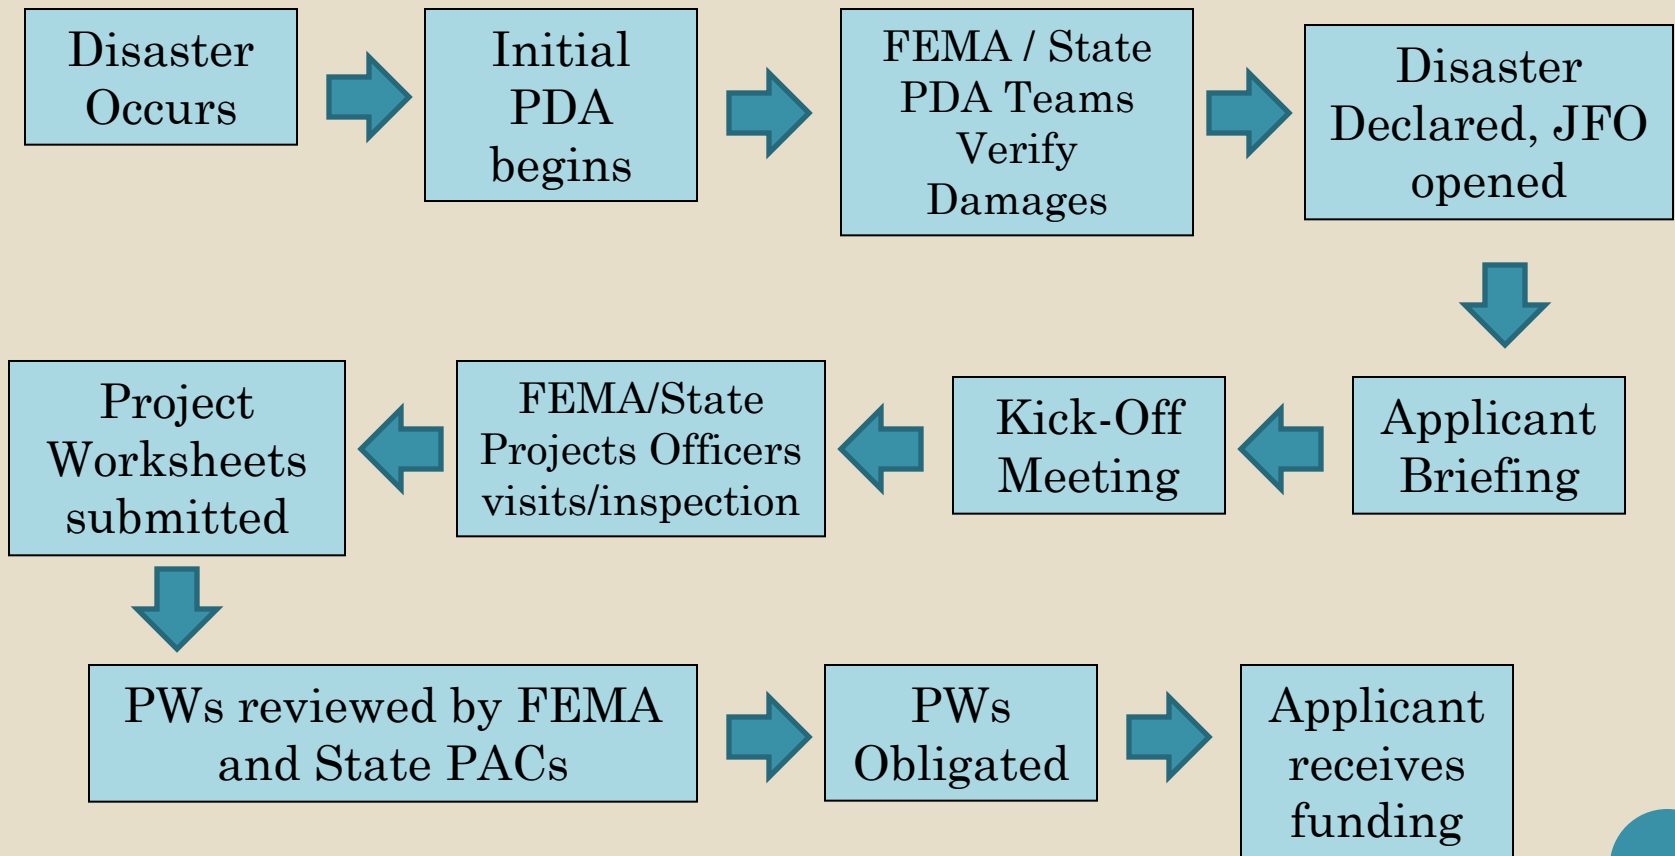 Disaster
Occurs
Initial
PDA
begins
FEMA / State
PDA Teams
Verify
Damages
Disaster
Declared, JFO
opened
Applicant
Briefing
Kick-Off
Meeting
FEMA/State
Projects Officers
visits/inspection
Project
Worksheets
submitted
PWs reviewed by FEMA
and State PACs
PWs
Obligated
Applicant
receives
funding